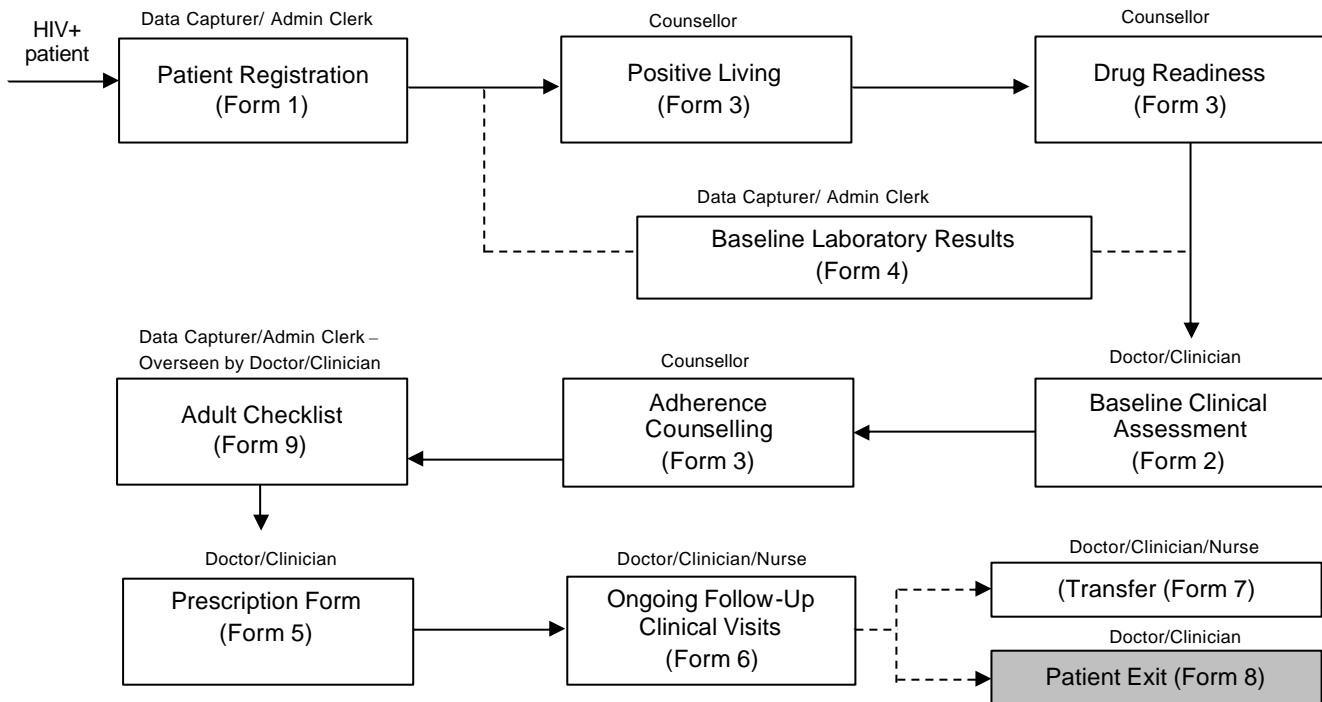 HIV+
patient
Data Capturer/ Admin Clerk
Patient Registration
(Form 1)
Counsellor
Positive Living
(Form 3)
Counsellor
Drug Readiness
(Form 3)
Data Capturer/ Admin Clerk
Baseline Laboratory Results
(Form 4)
Doctor/Clinician
Baseline Clinical
Assessment
(Form 2)
Counsellor
Adherence
Counselling
(Form 3)
Data Capturer/Admin Clerk –
Overseen by Doctor/Clinician
Adult Checklist
(Form 9)
Doctor/Clinician
Prescription Form
(Form 5)
Doctor/Clinician/Nurse
Ongoing Follow-Up
Clinical Visits
(Form 6)
Doctor/Clinician/Nurse
(Transfer (Form 7)
Doctor/Clinician
Patient Exit (Form 8)